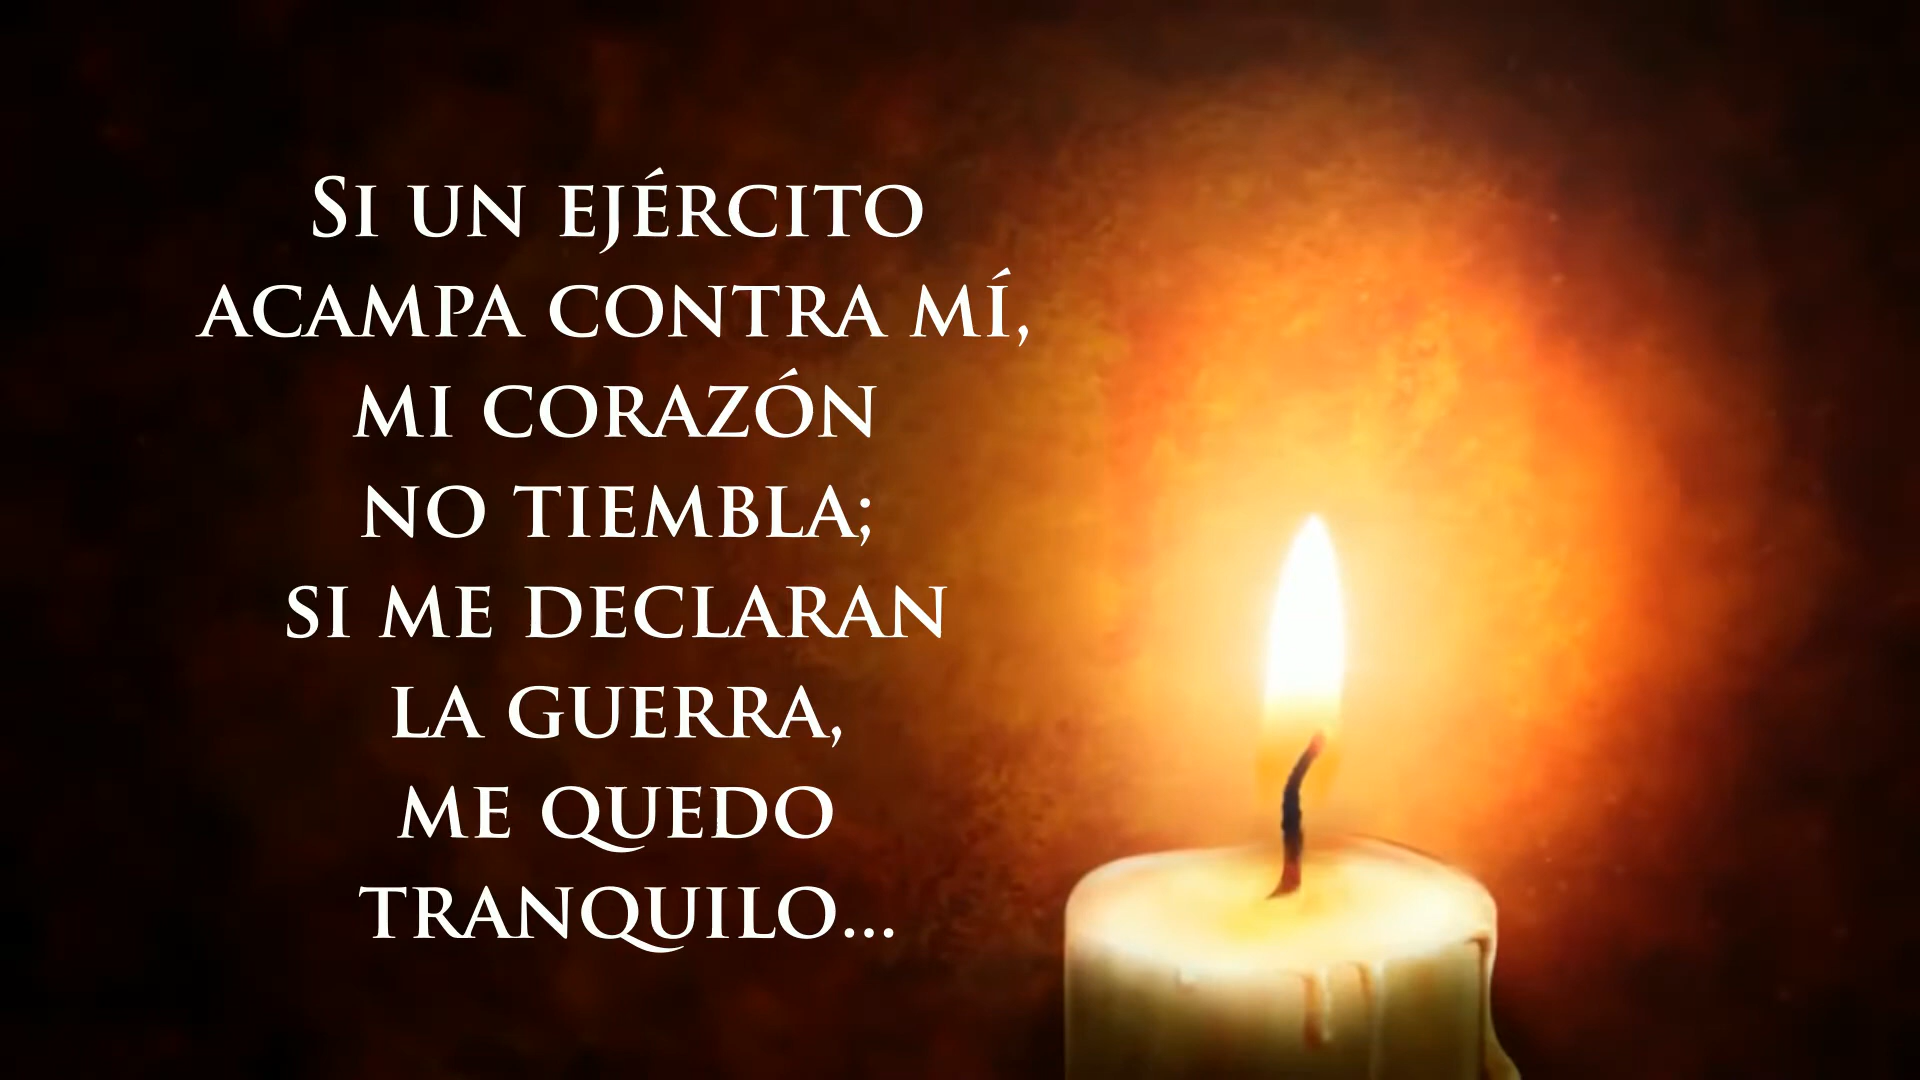 Si un ejército
acampa contra mí,
mi corazón
no tiembla;
si me declaran
la guerra,
me quedo
tranquilo...